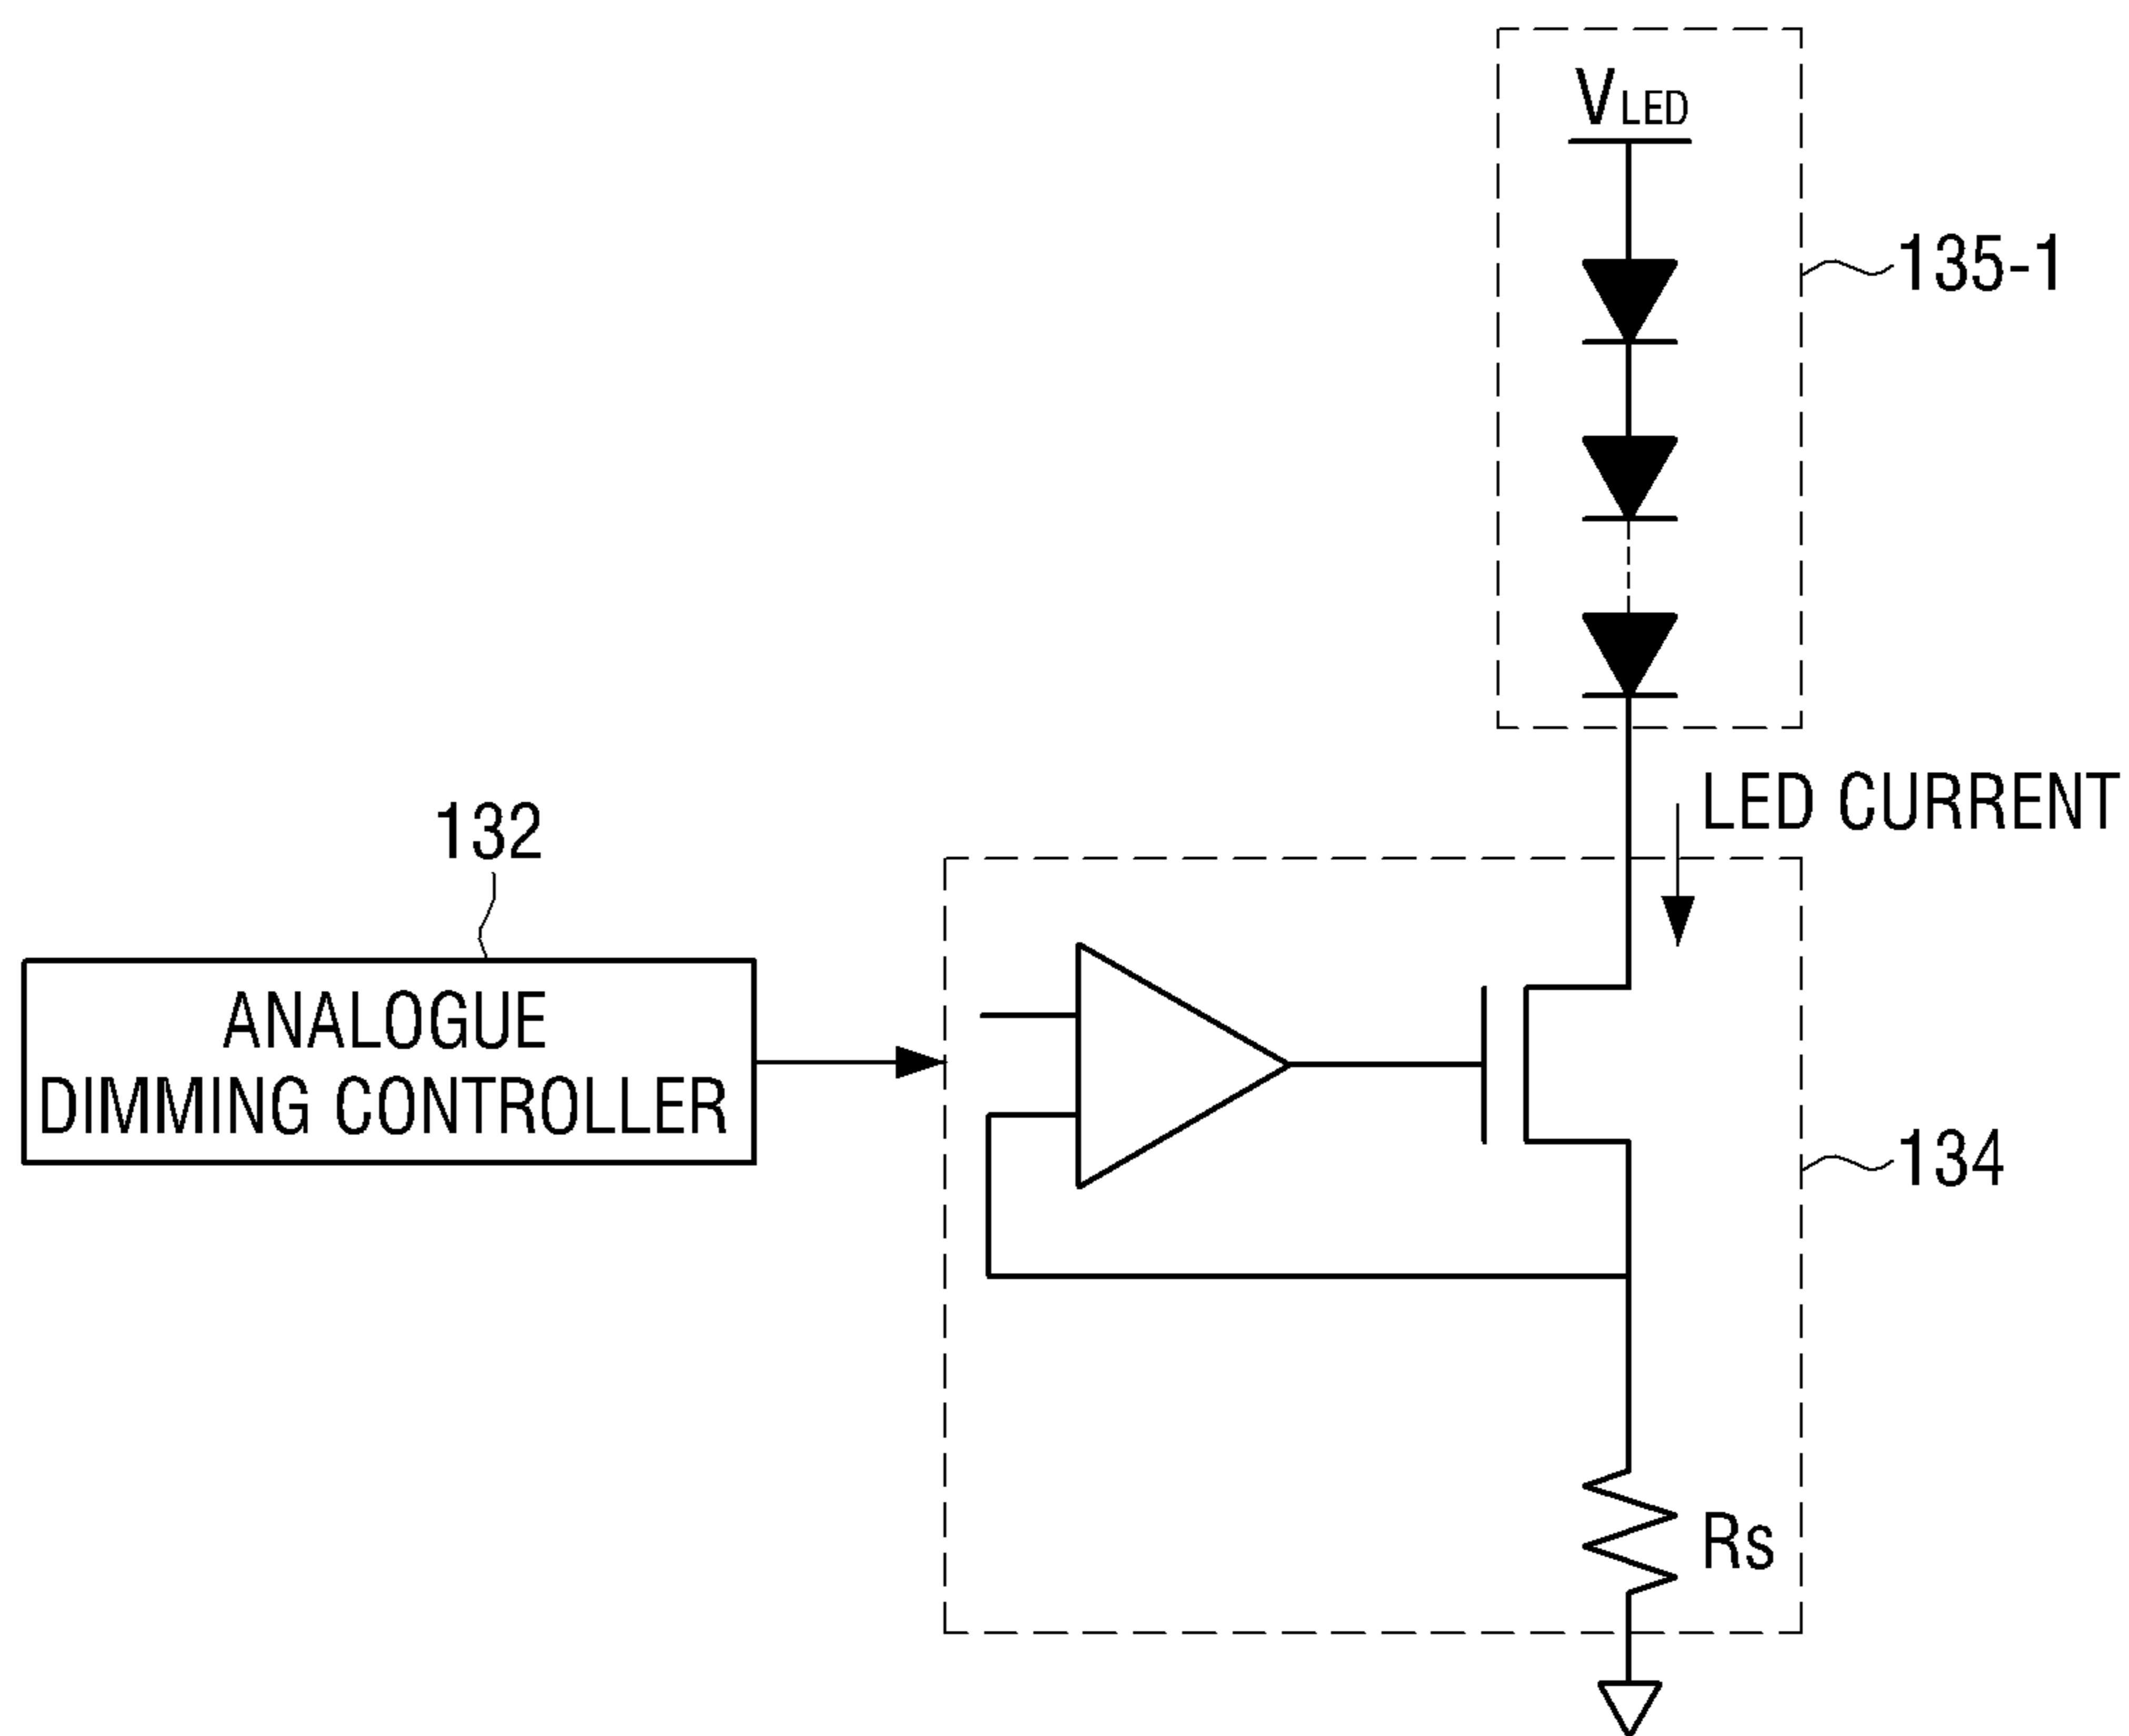 VLED
135-1
LED CURRENT
132
ANALOGUE
DIMMING CONTROLLER
134
Rs